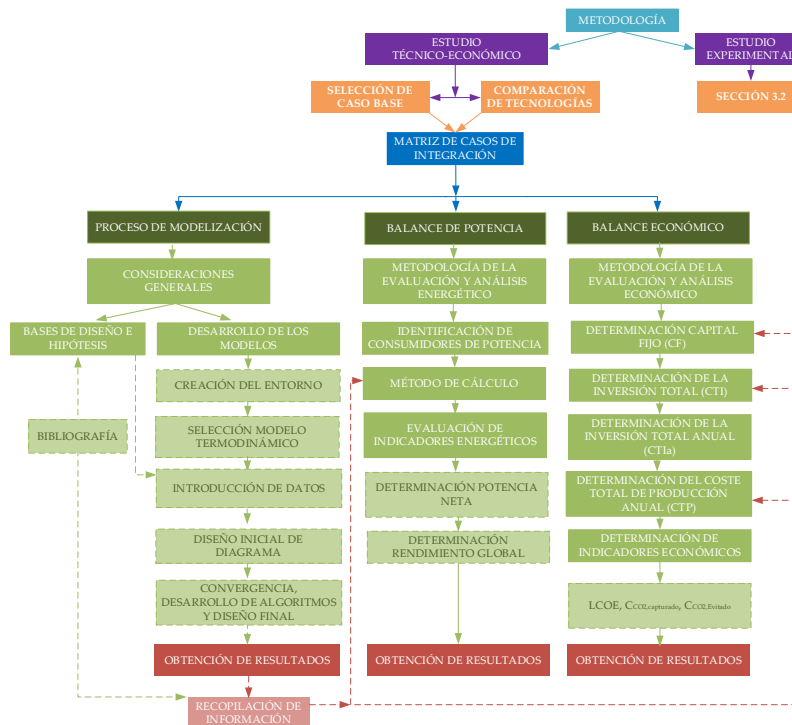 METODOLOGÍA
ESTUDIO
TÉCNICO-ECONÓMICO
ESTUDIO
EXPERIMENTAL
SELECCIÓN DE
CASO BASE
COMPARACIÓN
DE TECNOLOGÍAS
SECCIÓN 3.2
MATRIZ DE CASOS DE
INTEGRACIÓN
PROCESO DE MODELIZACIÓN
BALANCE DE POTENCIA
BALANCE ECONÓMICO
CONSIDERACIONES
GENERALES
METODOLOGÍA DE LA
EVALUACIÓN Y ANÁLISIS
ENERGÉTICO
METODOLOGÍA DE LA
EVALUACIÓN Y ANÁLISIS
ECONÓMICO
BASES DE DISEÑO E
HIPÓTESIS
DESARROLLO DE LOS
MODELOS
IDENTIFICACIÓN DE
CONSUMIDORES DE POTENCIA
DETERMINACIÓN CAPITAL
FIJO (CF)
CREACIÓN DEL ENTORNO
MÉTODO DE CÁLCULO
DETERMINACIÓN DE LA
INVERSIÓN TOTAL (CTI)
BIBLIOGRAFÍA
SELECCIÓN MODELO
TERMODINÁMICO
EVALUACIÓN DE
INDICADORES ENERGÉTICOS
DETERMINACIÓN DE LA
INVERSIÓN TOTAL ANUAL
(CTIa)
INTRODUCCIÓN DE DATOS
DETERMINACIÓN POTENCIA
NETA
DETERMINACIÓN DEL COSTE
TOTAL DE PRODUCCIÓN
ANUAL (CTP)
DISEÑO INICIAL DE
DIAGRAMA
DETERMINACIÓN
RENDIMIENTO GLOBAL
DETERMINACIÓN DE
INDICADORES ECONÓMICOS
CONVERGENCIA,
DESARROLLO DE ALGORITMOS
Y DISEÑO FINAL
LCOE, CCO2,capturado, CCO2,Evitado
OBTENCIÓN DE RESULTADOS
OBTENCIÓN DE RESULTADOS
OBTENCIÓN DE RESULTADOS
RECOPILACIÓN DE
INFORMACIÓN